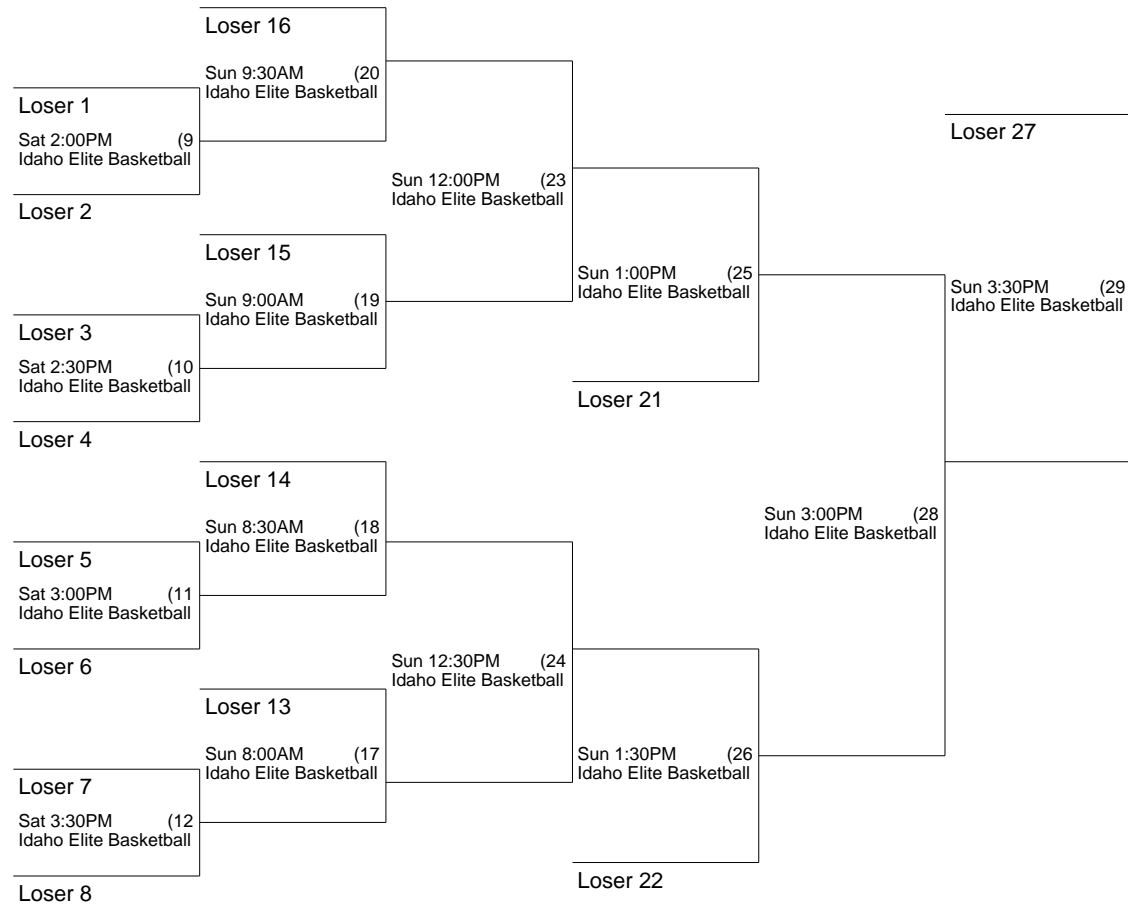 Loser 16
Sun 9:30AM (20
Idaho Elite Basketball
Loser 1
Sat 2:00PM (9
Idaho Elite Basketball
Loser 2
Loser 27
Sun 12:00PM (23
Idaho Elite Basketball
Loser 15
Sun 9:00AM (19
Idaho Elite Basketball
Sun 1:00PM (25
Idaho Elite Basketball
Sun 3:30PM (29
Idaho Elite Basketball
Loser 3
Sat 2:30PM (10
Idaho Elite Basketball
Loser 4
Loser 21
Loser 14
Sun 8:30AM (18
Idaho Elite Basketball
Sun 3:00PM (28
Idaho Elite Basketball
Loser 5
Sat 3:00PM (11
Idaho Elite Basketball
Loser 6
Sun 12:30PM (24
Idaho Elite Basketball
Loser 13
Sun 8:00AM (17
Idaho Elite Basketball
Sun 1:30PM (26
Idaho Elite Basketball
Loser 7
Sat 3:30PM (12
Idaho Elite Basketball
Loser 8
Loser 22